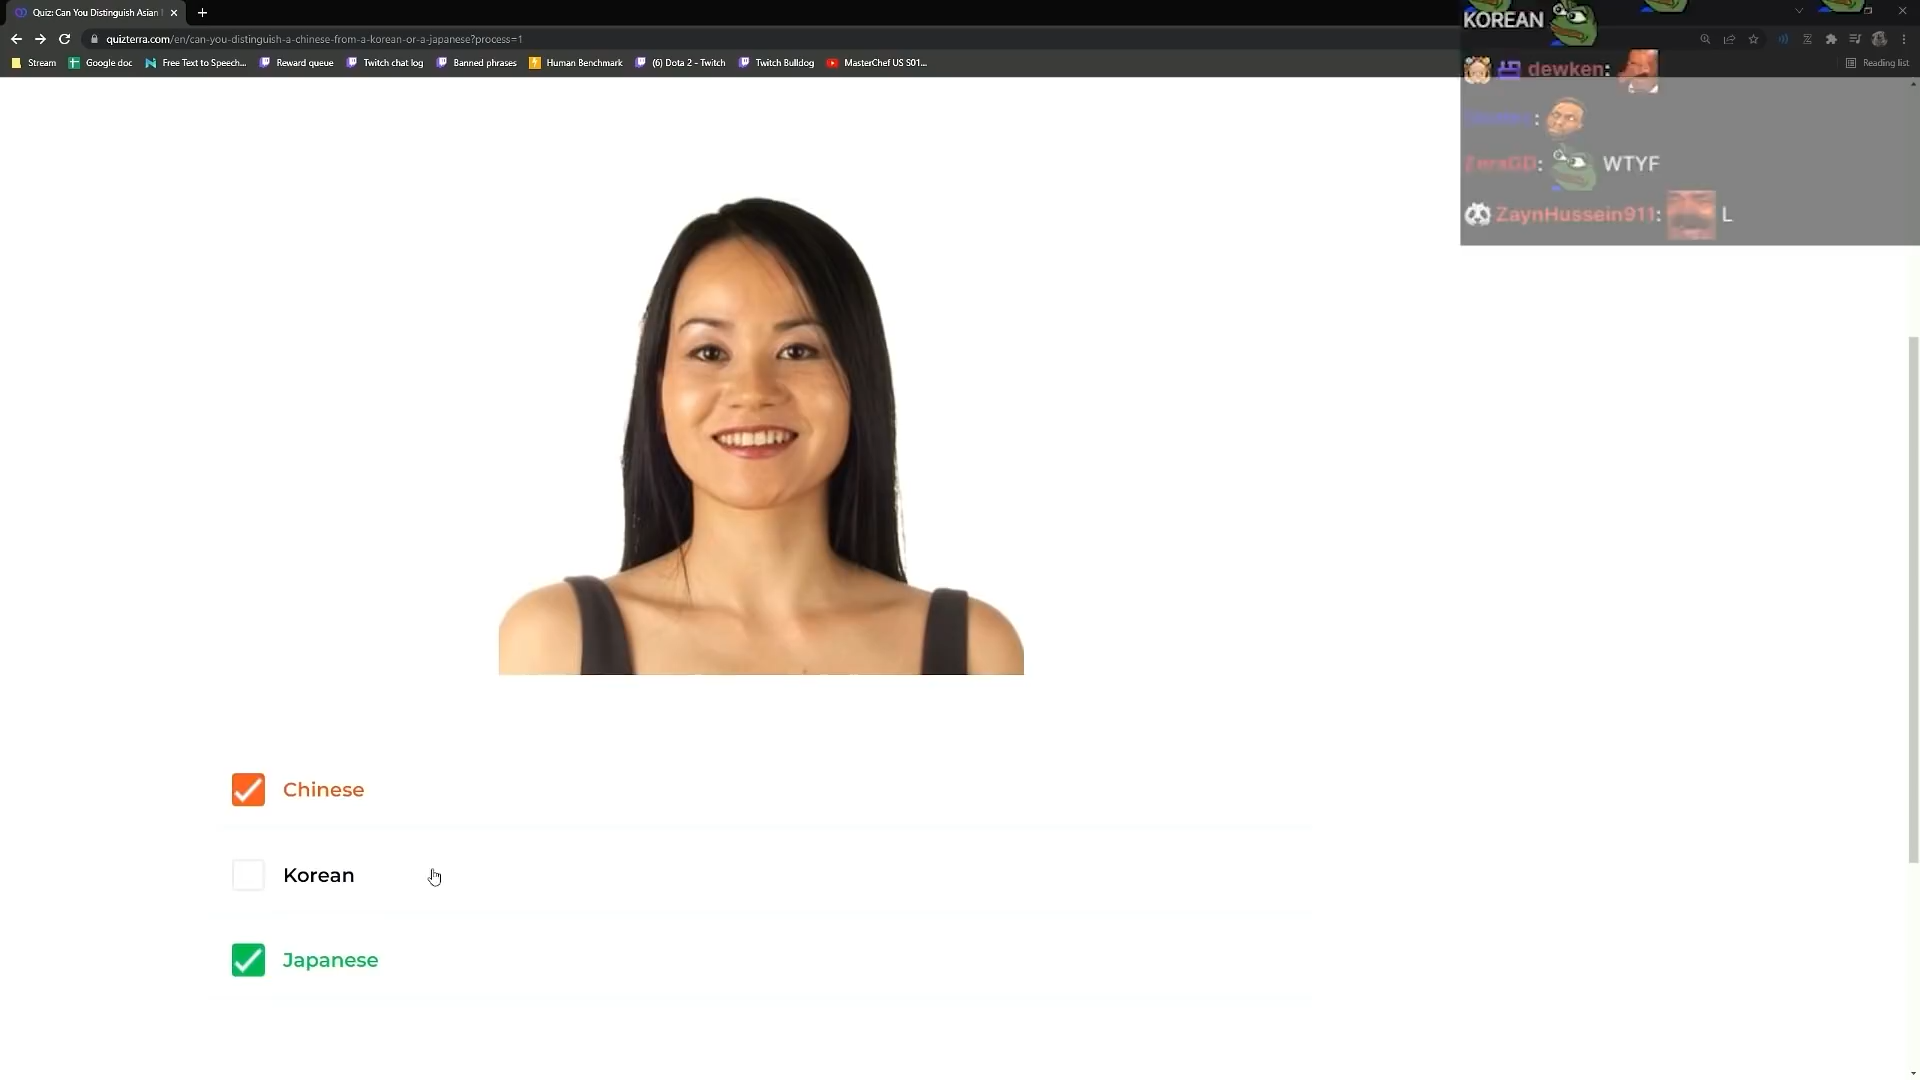 Quiz: Can You Distinguish Asian
quizterra.com/en/can-you-distinguish-a-chinese-from-a-korean-or-a-japanese?process=1
Stream Google doc Free Text to Speech... Reward queue Twitch chat log Banned phrases Human Benchmark (6) Dota 2 - Twitch Twitch Bulldog MasterChef US S01... Reading list
KOREAN
dewken:
ZeraGD: WTYF
ZaynHussein911: L
Chinese
Korean
Japanese